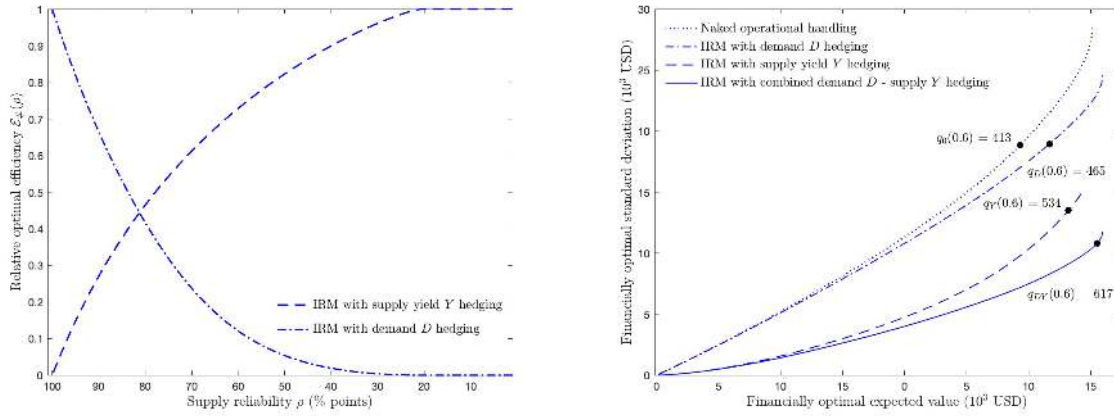 1
0.9
0.8
0.7
0.6
0.5
0.4
0.3
0.2
0.1
0
Relative optimal efficiency
IRM with supply yield Y hedging
IRM with demand D hedging
100 90 80 70 60 50 40 30 20 10
Supply reliability ρ (% points)
30
10
5
0
Financially optimal standard deviation (10³ USD)
Naked operational handling
IRM with demand D hedging
IRM with supply yield Y hedging
IRM with combined demand D - supply Y hedging
q₀(0.6) = 413
q_D(0.6) = 465
q_Y(0.6) = 534
q_DY(0.6) 617
0 5 10 15 0 5 10 15
Financially optimal expected value (10³ USD)